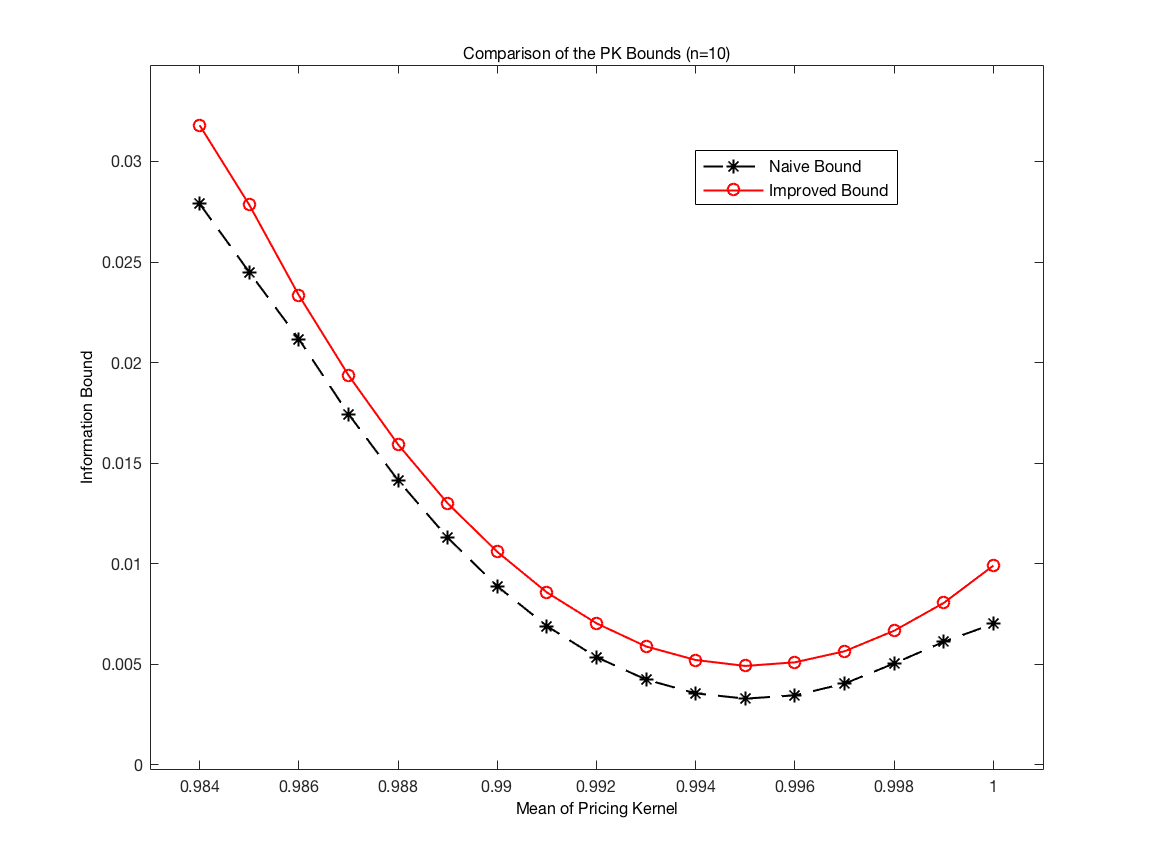 Comparison of the PK Bounds (n=10)
Naive Bound
Improved Bound
0.03
0.025
0.02
0.015
0.01
0.005
0
Information Bound
0.984 0.986 0.988 0.99 0.992 0.994 0.996 0.998 1
Mean of Pricing Kernel